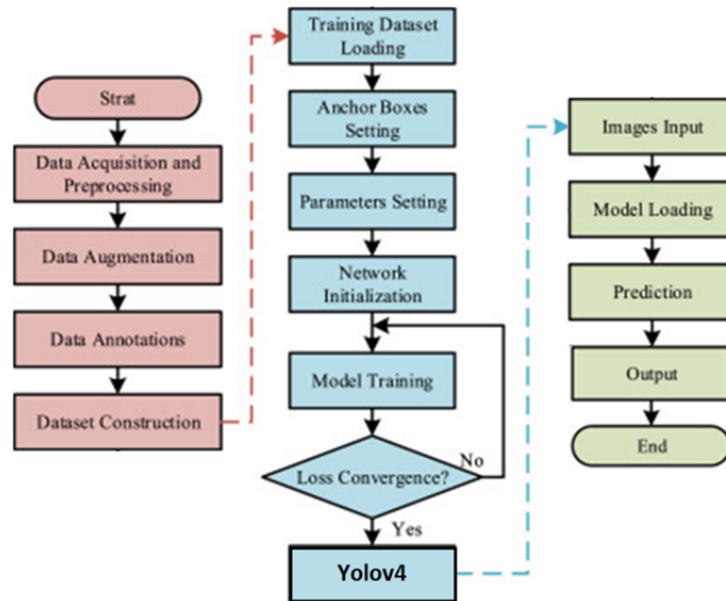 Strat
Data Acquisition and
Preprocessing
Data Augmentation
Data Annotations
Dataset Construction
Training Dataset
Loading
Anchor Boxes
Setting
Parameters Setting
Network
Initialization
Model Training
Loss Convergence?
No
Yes
Yolov4
Images Input
Model Loading
Prediction
Output
End